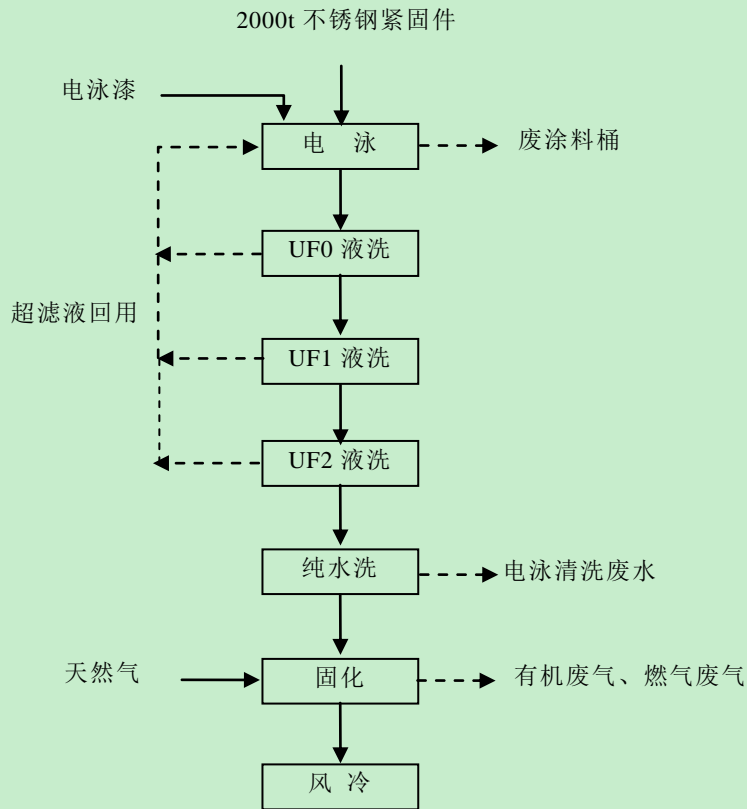 2000t 不锈钢紧固件
电泳漆
电 泳
废涂料桶
UF0 液洗
超滤液回用
UF1 液洗
UF2 液洗
纯水洗
电泳清洗废水
天然气
固化
有机废气、燃气废气
风 冷